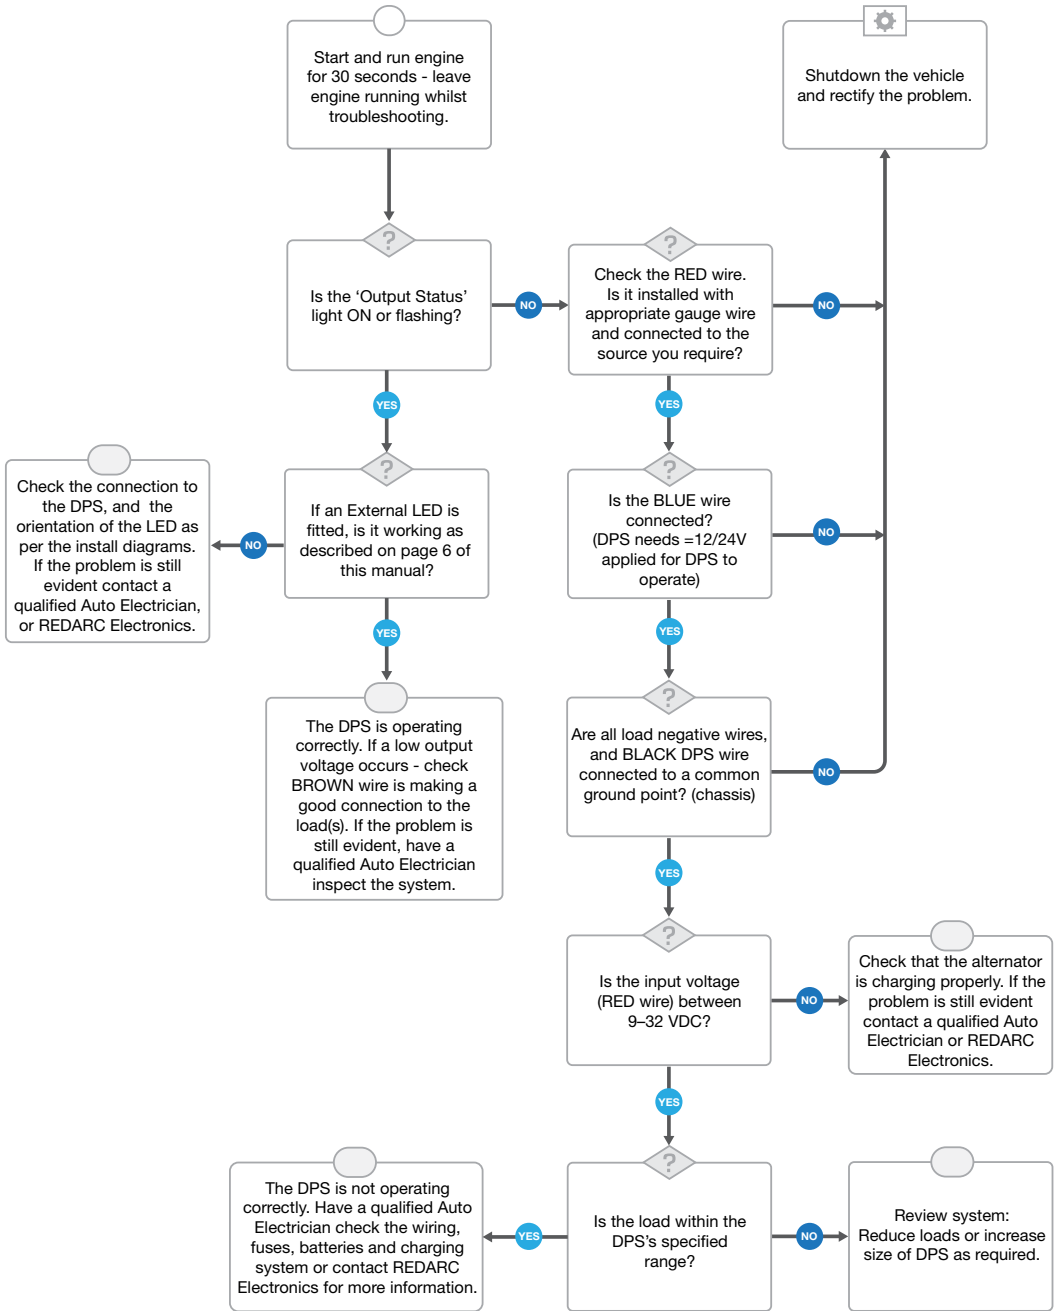 Start and run engine
for 30 seconds - leave
engine running whilst
troubleshooting.
Shutdown the vehicle
and rectify the problem.
?
Is the ‘Output Status’
light ON or flashing?
NO
?
Check the RED wire.
Is it installed with
appropriate gauge wire
and connected to the
source you require?
NO
YES
YES
Check the connection to
the DPS, and the
orientation of the LED as
per the install diagrams.
If the problem is still
evident contact a
qualified Auto Electrician,
or REDARC Electronics.
NO
?
If an External LED is
fitted, is it working as
described on page 6 of
this manual?
?
Is the BLUE wire
connected?
(DPS needs =12/24V
applied for DPS to
operate)
NO
YES
YES
The DPS is operating
correctly. If a low output
voltage occurs - check
BROWN wire is making a
good connection to the
load(s). If the problem is
still evident, have a
qualified Auto Electrician
inspect the system.
?
Are all load negative wires,
and BLACK DPS wire
connected to a common
ground point? (chassis)
NO
YES
?
Is the input voltage
(RED wire) between
9–32 VDC?
NO
Check that the alternator
is charging properly. If the
problem is still evident
contact a qualified Auto
Electrician or REDARC
Electronics.
YES
The DPS is not operating
correctly. Have a qualified Auto
Electrician check the wiring,
fuses, batteries and charging
system or contact REDARC
Electronics for more information.
YES
?
Is the load within the
DPS’s specified
range?
NO
Review system:
Reduce loads or increase
size of DPS as required.